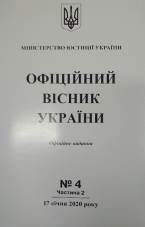 МІНІСТЕРСТВО ЮСТИЦІЇ УКРАЇНИ
ОФІЦІЙНИЙ
ВІСНИК
УКРАЇНИ
Офіційне видання
№ 4
Частина 2
17 січня 2020 року